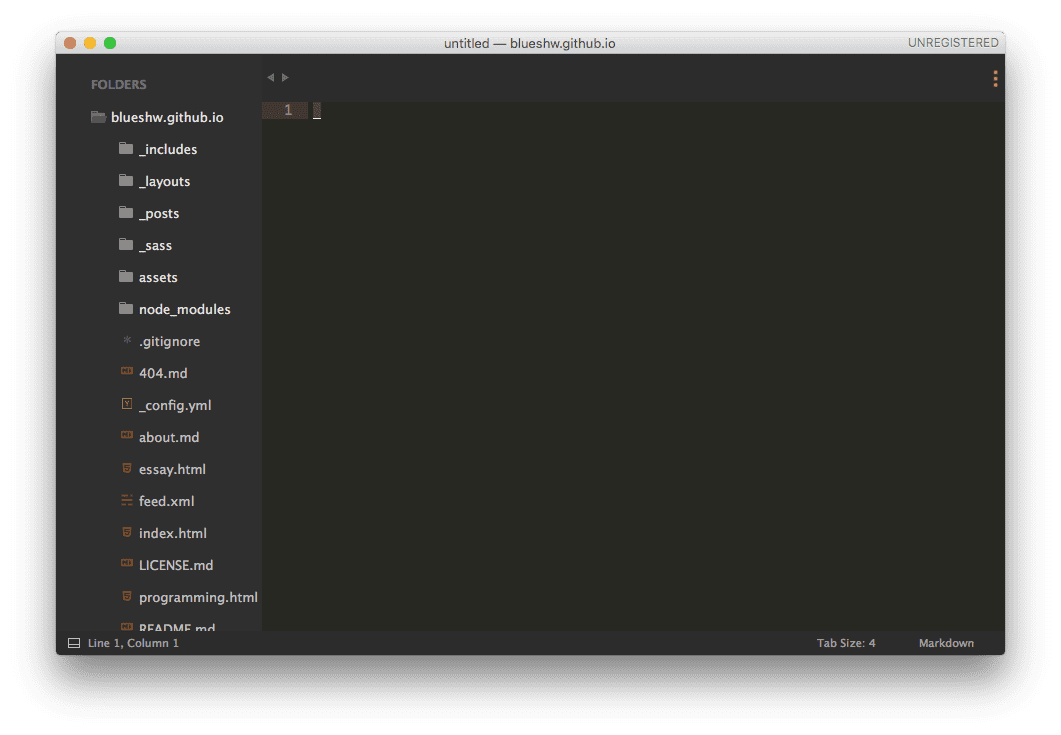 untitled — blueshw.github.io
UNREGISTERED
FOLDERS
blueshw.github.io
_includes
_layouts
_posts
_sass
assets
node_modules
.gitignore
404.md
_config.yml
about.md
essay.html
feed.xml
index.html
LICENSE.md
programming.html
README.md
1
Line 1, Column 1
Tab Size: 4
Markdown